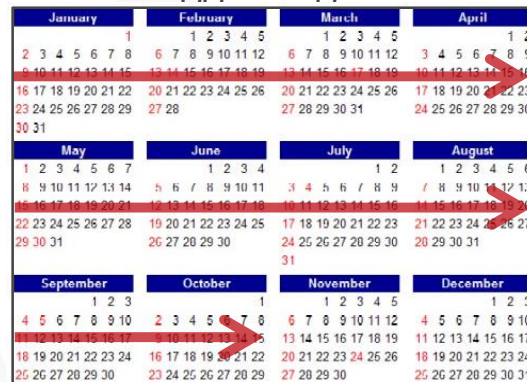 January February March April
1 1 2 3 4 5 1 2 3 4 5 1 2
2 3 4 5 6 7 8 6 7 8 9 10 11 12 6 7 8 9 10 11 12 3 4 5 6 7 8 9
9 10 11 12 13 14 15 13 14 15 16 17 18 19 13 14 15 16 17 18 19 10 11 12 13 14 15 16
16 17 18 19 20 21 22 20 21 22 23 24 25 26 20 21 22 23 24 25 26 17 18 19 20 21 22 23
23 24 25 26 27 28 29 27 28 27 28 29 30 31 24 25 26 27 28 29 30
30 31
May June July August
1 2 3 4 5 6 7 1 2 3 4 1 2 1 2 3 4 5 6
8 9 10 11 12 13 14 5 6 7 8 9 10 11 3 4 5 6 7 8 9 7 8 9 10 11 12 13
15 16 17 18 19 20 21 12 13 14 15 16 17 18 10 11 12 13 14 15 16 14 15 16 17 18 19 20
22 23 24 25 26 27 28 19 20 21 22 23 24 25 17 18 19 20 21 22 23 21 22 23 24 25 26 27
29 30 31 26 27 28 29 30 24 25 26 27 28 29 30 28 29 30 31
31
September October November December
1 2 3 1 1 2 3 4 5 1 2
4 5 6 7 8 9 10 2 3 4 5 6 7 8 6 7 8 9 10 11 12 4 5 6 7 8 9 10
11 12 13 14 15 16 17 9 10 11 12 13 14 15 13 14 15 16 17 18 19 11 12 13 14 15 16 17
18 19 20 21 22 23 24 16 17 18 19 20 21 22 20 21 22 23 24 25 26 18 19 20 21 22 23 24
25 26 27 28 29 30 23 24 25 26 27 28 29 27 28 29 30 25 26 27 28 29 30 31